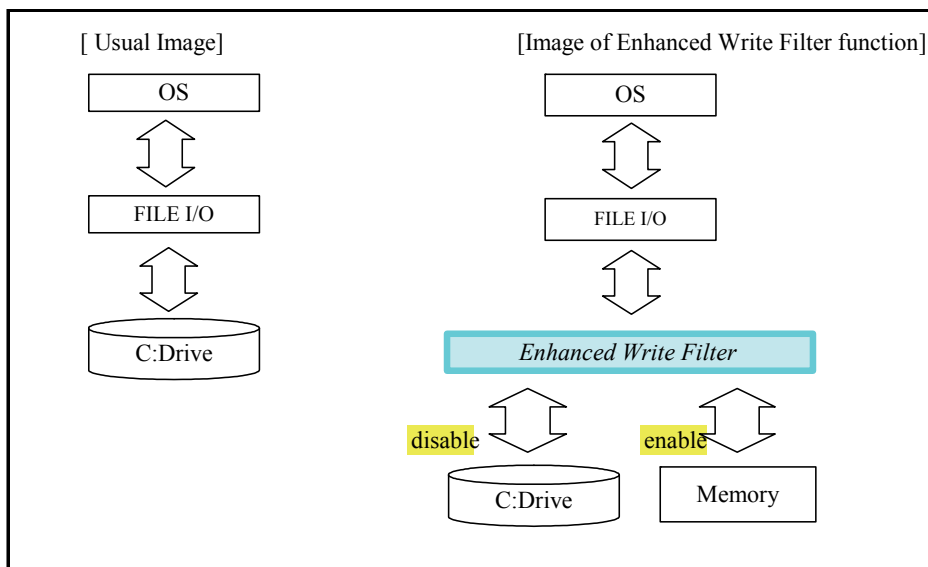 [ Usual Image]
OS
FILE I/O
C:Drive
[Image of Enhanced Write Filter function]
OS
FILE I/O
Enhanced Write Filter
disable
enable
C:Drive
Memory